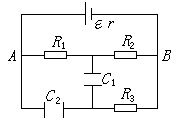 ε r
R₁ R₂
A B
C₁
C₂ R₃